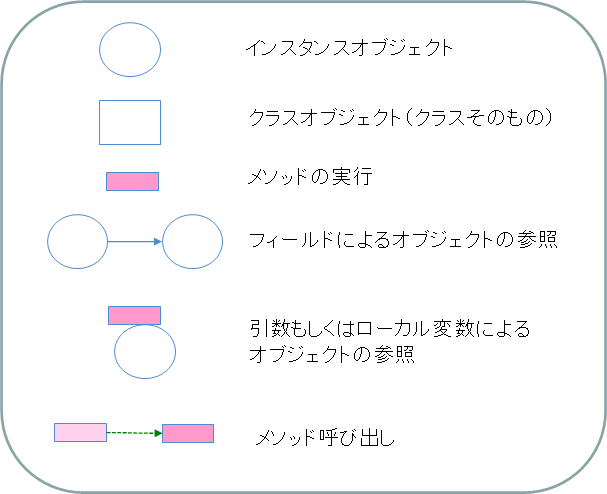 インスタンスオブジェクト
クラスオブジェクト（クラスそのもの）
メソッドの実行
フィールドによるオブジェクトの参照
引数もしくはローカル変数による
オブジェクトの参照
メソッド呼び出し